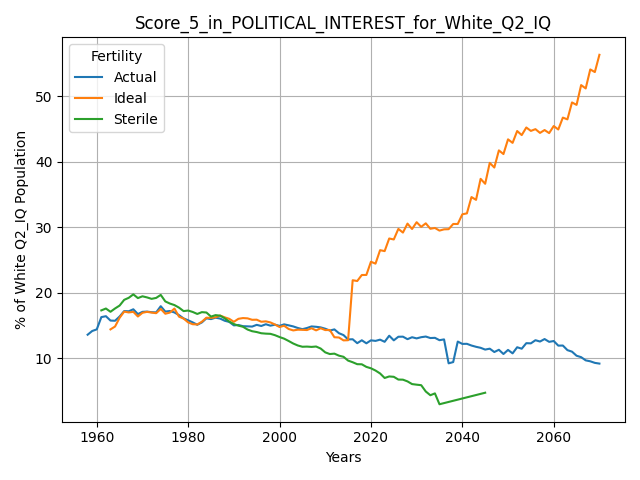 Score_5_in_POLITICAL_INTEREST_for_White_Q2_IQ
Fertility
Actual
Ideal
Sterile
% of White Q2_IQ Population
50
40
30
20
10
1960 1980 2000 2020 2040 2060
Years